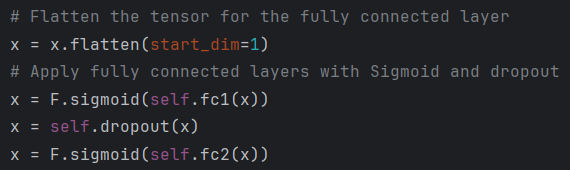 # Flatten the tensor for the fully connected layer
x = x.flatten(start_dim=1)
# Apply fully connected layers with Sigmoid and dropout
x = F.sigmoid(self.fc1(x))
x = self.dropout(x)
x = F.sigmoid(self.fc2(x))